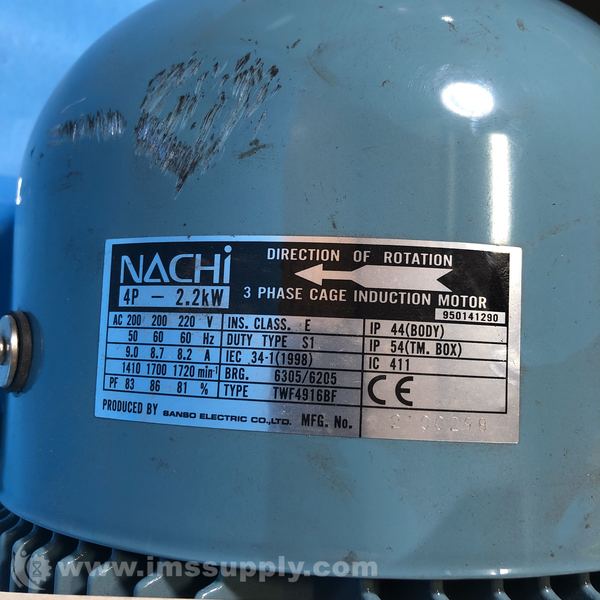 NACHi
DIRECTION OF ROTATION
4P - 2.2kW
3 PHASE CAGE INDUCTION MOTOR
950141290
AC 200 200 220 V
50 60 60 Hz
9.0 8.7 8.2 A
1410 1700 1720 min-1
PF 83 86 81 %
INS. CLASS. E
DUTY TYPE S1
IEC 34-1(1998)
BRG. 6305/6205
TYPE TWF4916BF
IP 44(BODY)
IP 54(TM. BOX)
IC 411
CE
PRODUCED BY SANSO ELECTRIC CO.,LTD. MFG. No.
© www.imssupply.com